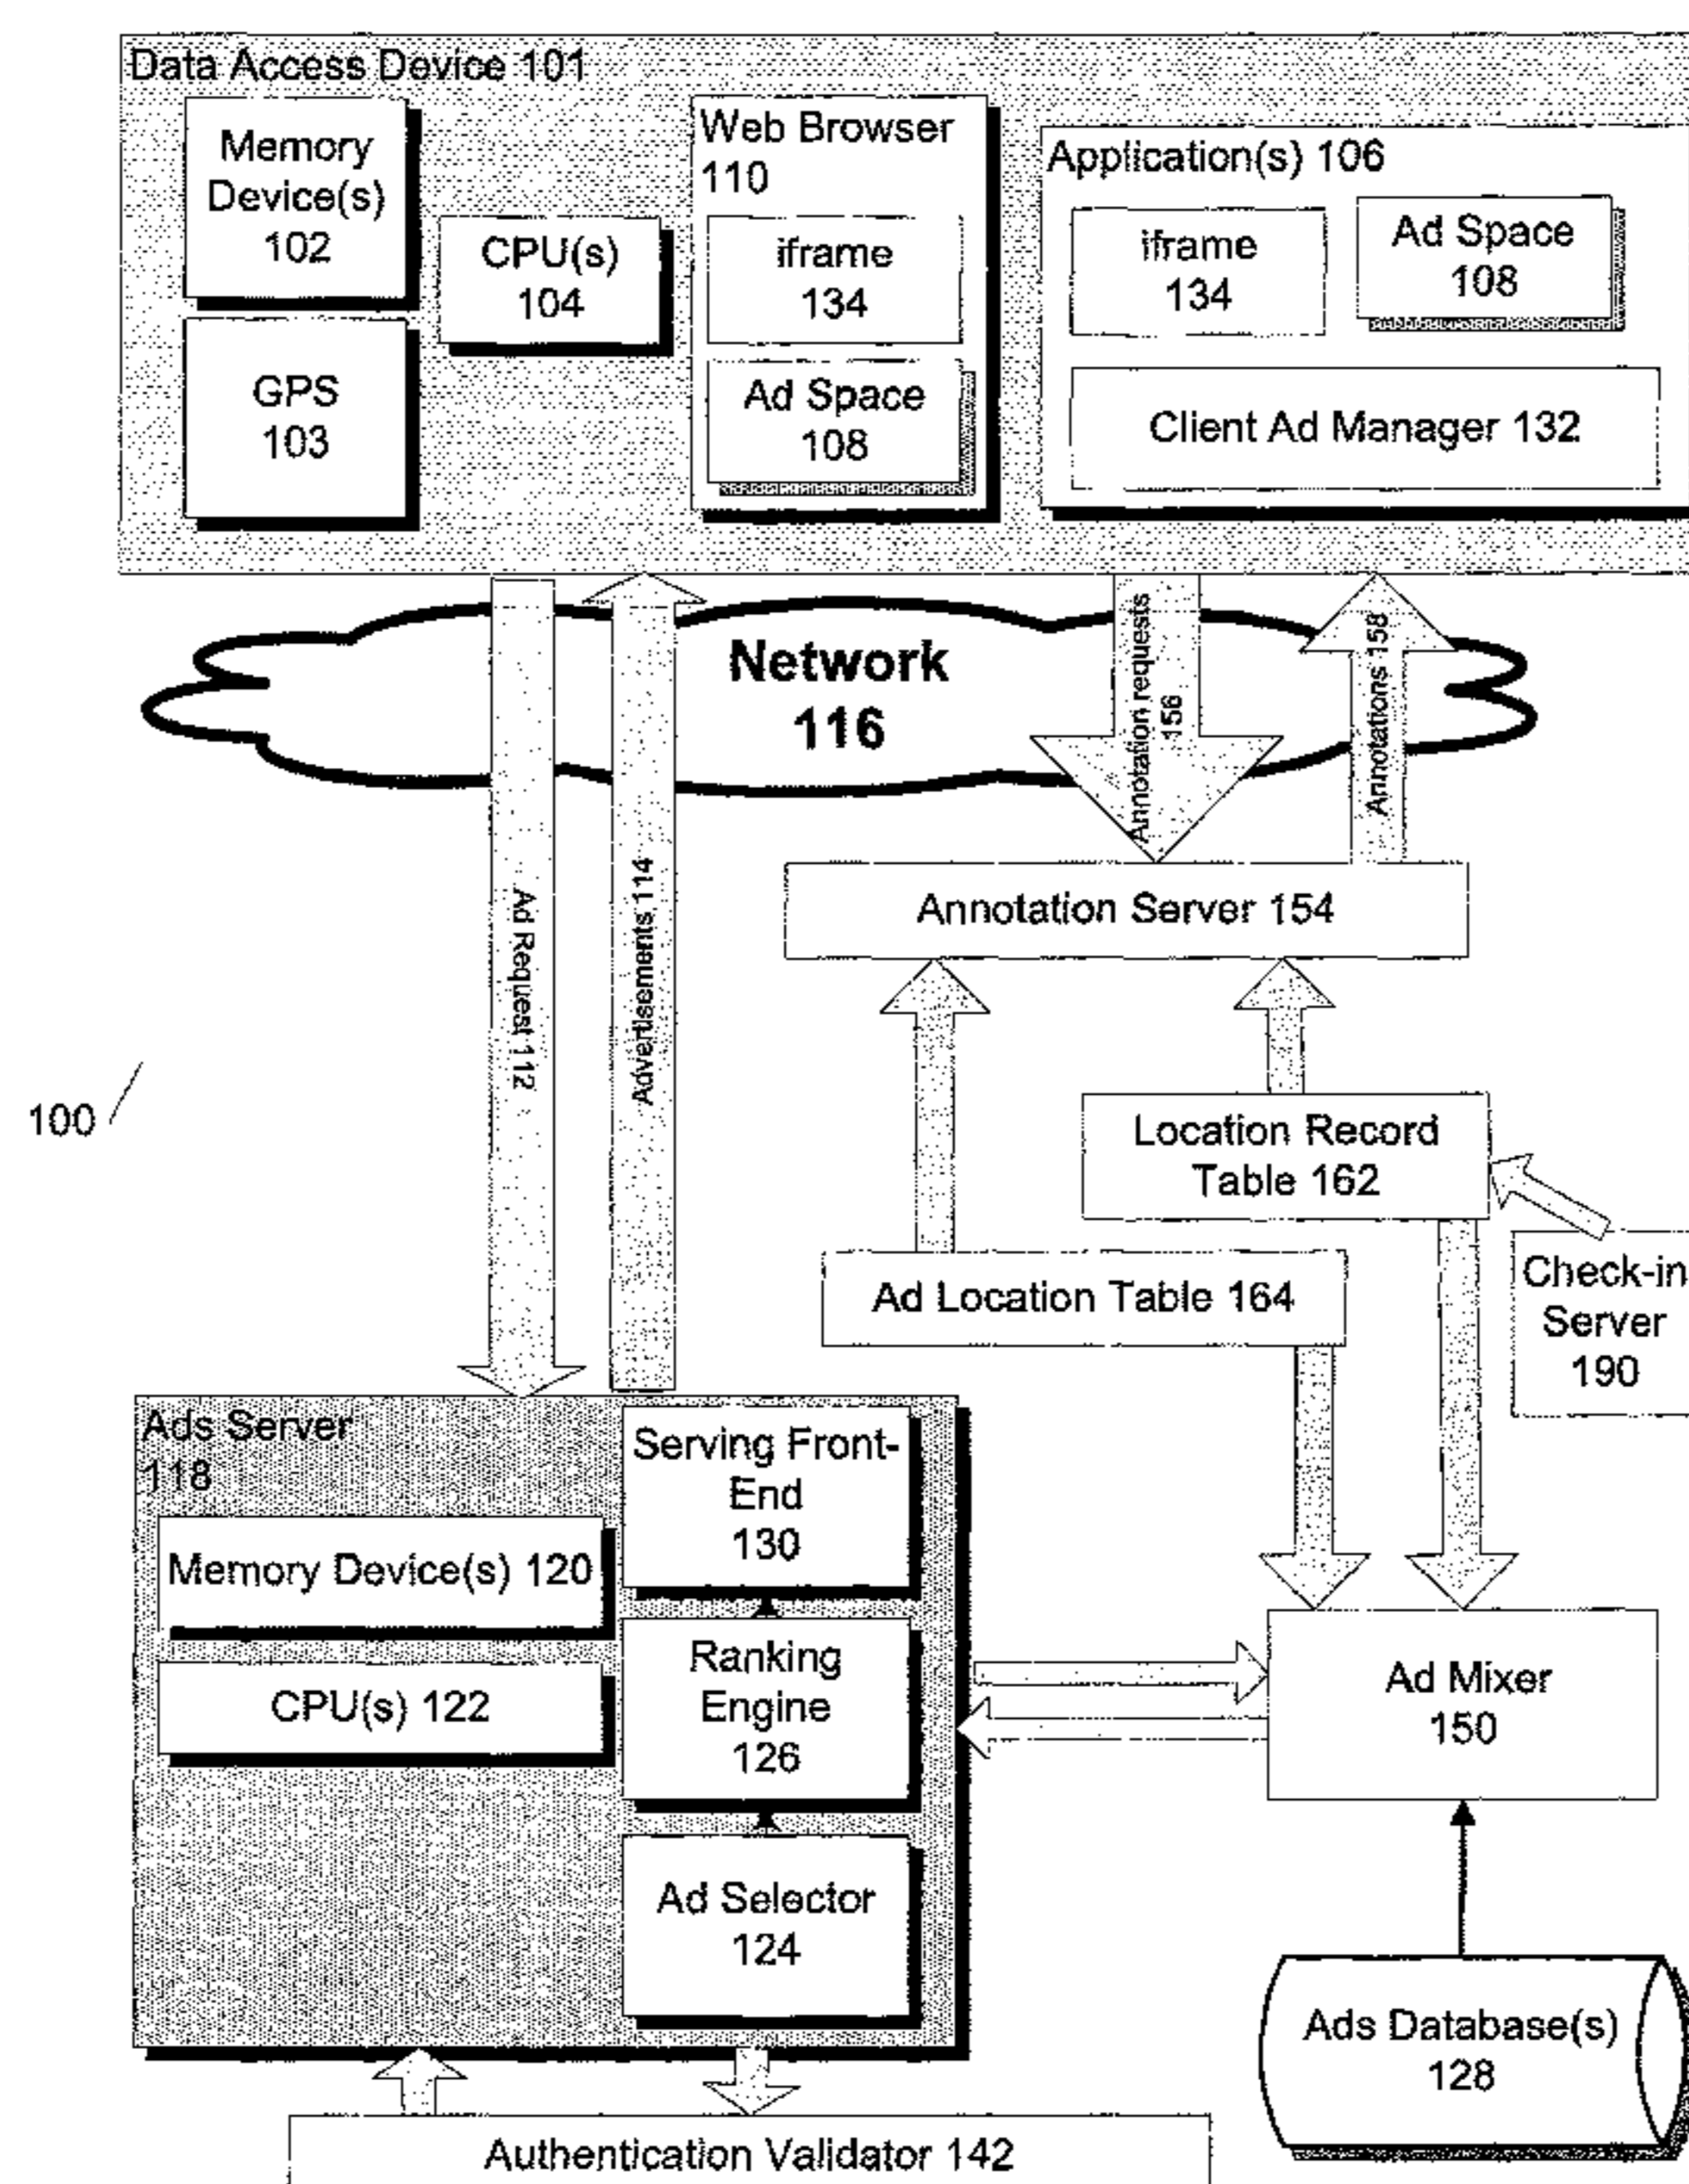 Data Access Device 101
Memory
Device(s)
102
GPS
103
CPU(s)
104
Web Browser
110
iframe
134
Ad Space
108
Application(s) 106
iframe
134
Ad Space
108
Client Ad Manager 132
Network
116
Annotation requests
156
Annotations 158
Ad Request 112
Advertisements 114
Annotation Server 154
100
Location Record
Table 162
Ad Location Table 164
Check-in
Server
190
Ads Server
118
Serving Front-
End
130
Memory Device(s) 120
CPU(s) 122
Ranking
Engine
126
Ad Mixer
150
Ad Selector
124
Ads Database(s)
128
Authentication Validator 142